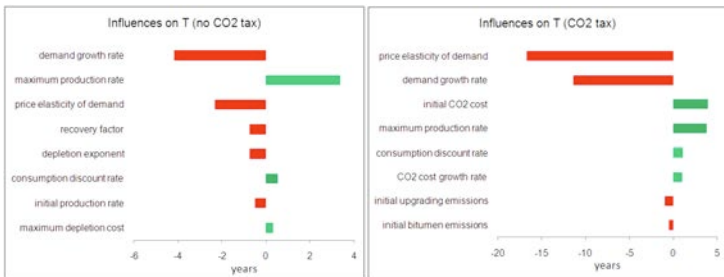 Influences on T (no CO2 tax)
demand growth rate
maximum production rate
price elasticity of demand
recovery factor
depletion exponent
consumption discount rate
initial production rate
maximum depletion cost
-6 -4 -2 0 2 4
years
Influences on T (CO2 tax)
price elasticity of demand
demand growth rate
initial CO2 cost
maximum production rate
consumption discount rate
CO2 cost growth rate
initial upgrading emissions
initial bitumen emissions
-20 -15 -10 -5 0 5
years